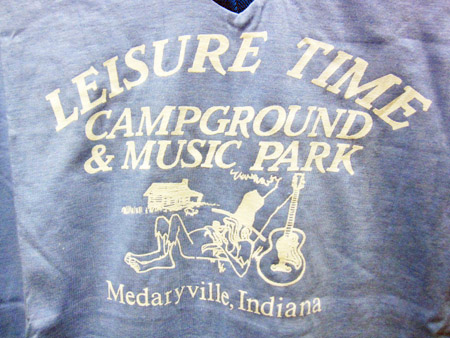 LEISURE TIME
CAMPGROUND
& MUSIC PARK
Medaryville, Indiana